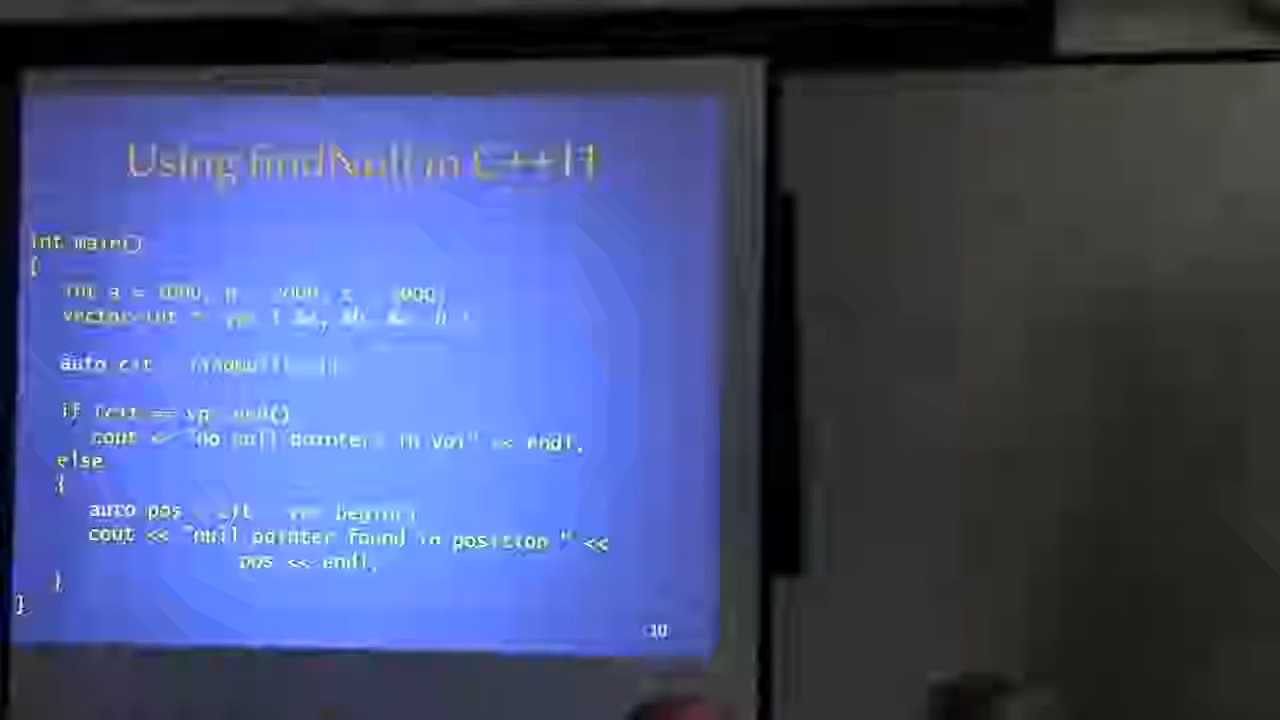 Using findNull in C++11
int main()
{
int a = 1000, b = 2000, c = 3000;
vector<int *> vpi { &a, &b, &c, 0 };
auto cit = findNull(vpi);
if (cit == vpi.end())
cout << "no null pointers in vpi" << endl;
else
{
auto pos = cit - vpi.begin();
cout << "null pointer found in position " <<
pos << endl;
}
}
10